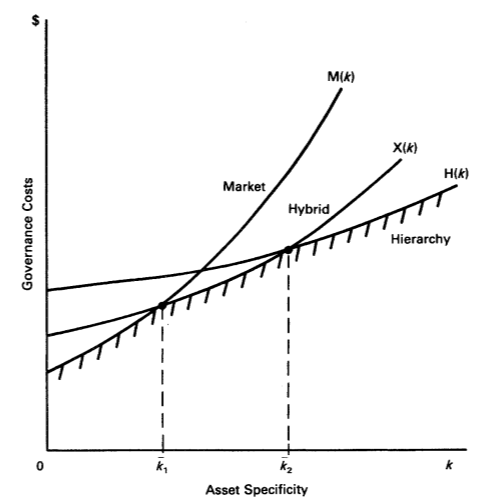 $
M(k)
X(k)
H(k)
Market
Hybrid
Hierarchy
Governance Costs
0
k̄₁
k̄₂
k
Asset Specificity